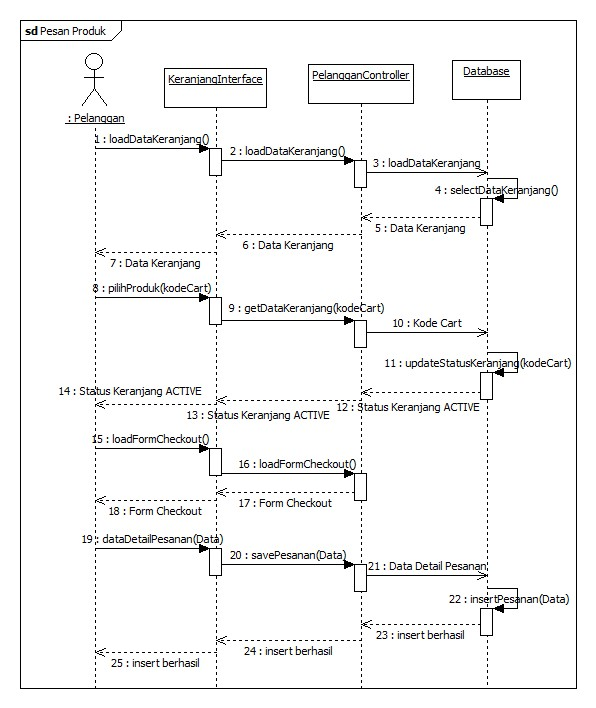 sd Pesan Produk
KeranjangInterface
PelangganController
Database
: Pelanggan
1 : loadDataKeranjang()
2 : loadDataKeranjang()
3 : loadDataKeranjang
4 : selectDataKeranjang()
5 : Data Keranjang
6 : Data Keranjang
7 : Data Keranjang
8 : pilihProduk(kodeCart)
9 : getDataKeranjang(kodeCart)
10 : Kode Cart
11 : updateStatusKeranjang(kodeCart)
12 : Status Keranjang ACTIVE
13 : Status Keranjang ACTIVE
14 : Status Keranjang ACTIVE
15 : loadFormCheckout()
16 : loadFormCheckout()
17 : Form Checkout
18 : Form Checkout
19 : dataDetailPesanan(Data)
20 : savePesanan(Data)
21 : Data Detail Pesanan
22 : insertPesanan(Data)
23 : insert berhasil
24 : insert berhasil
25 : insert berhasil